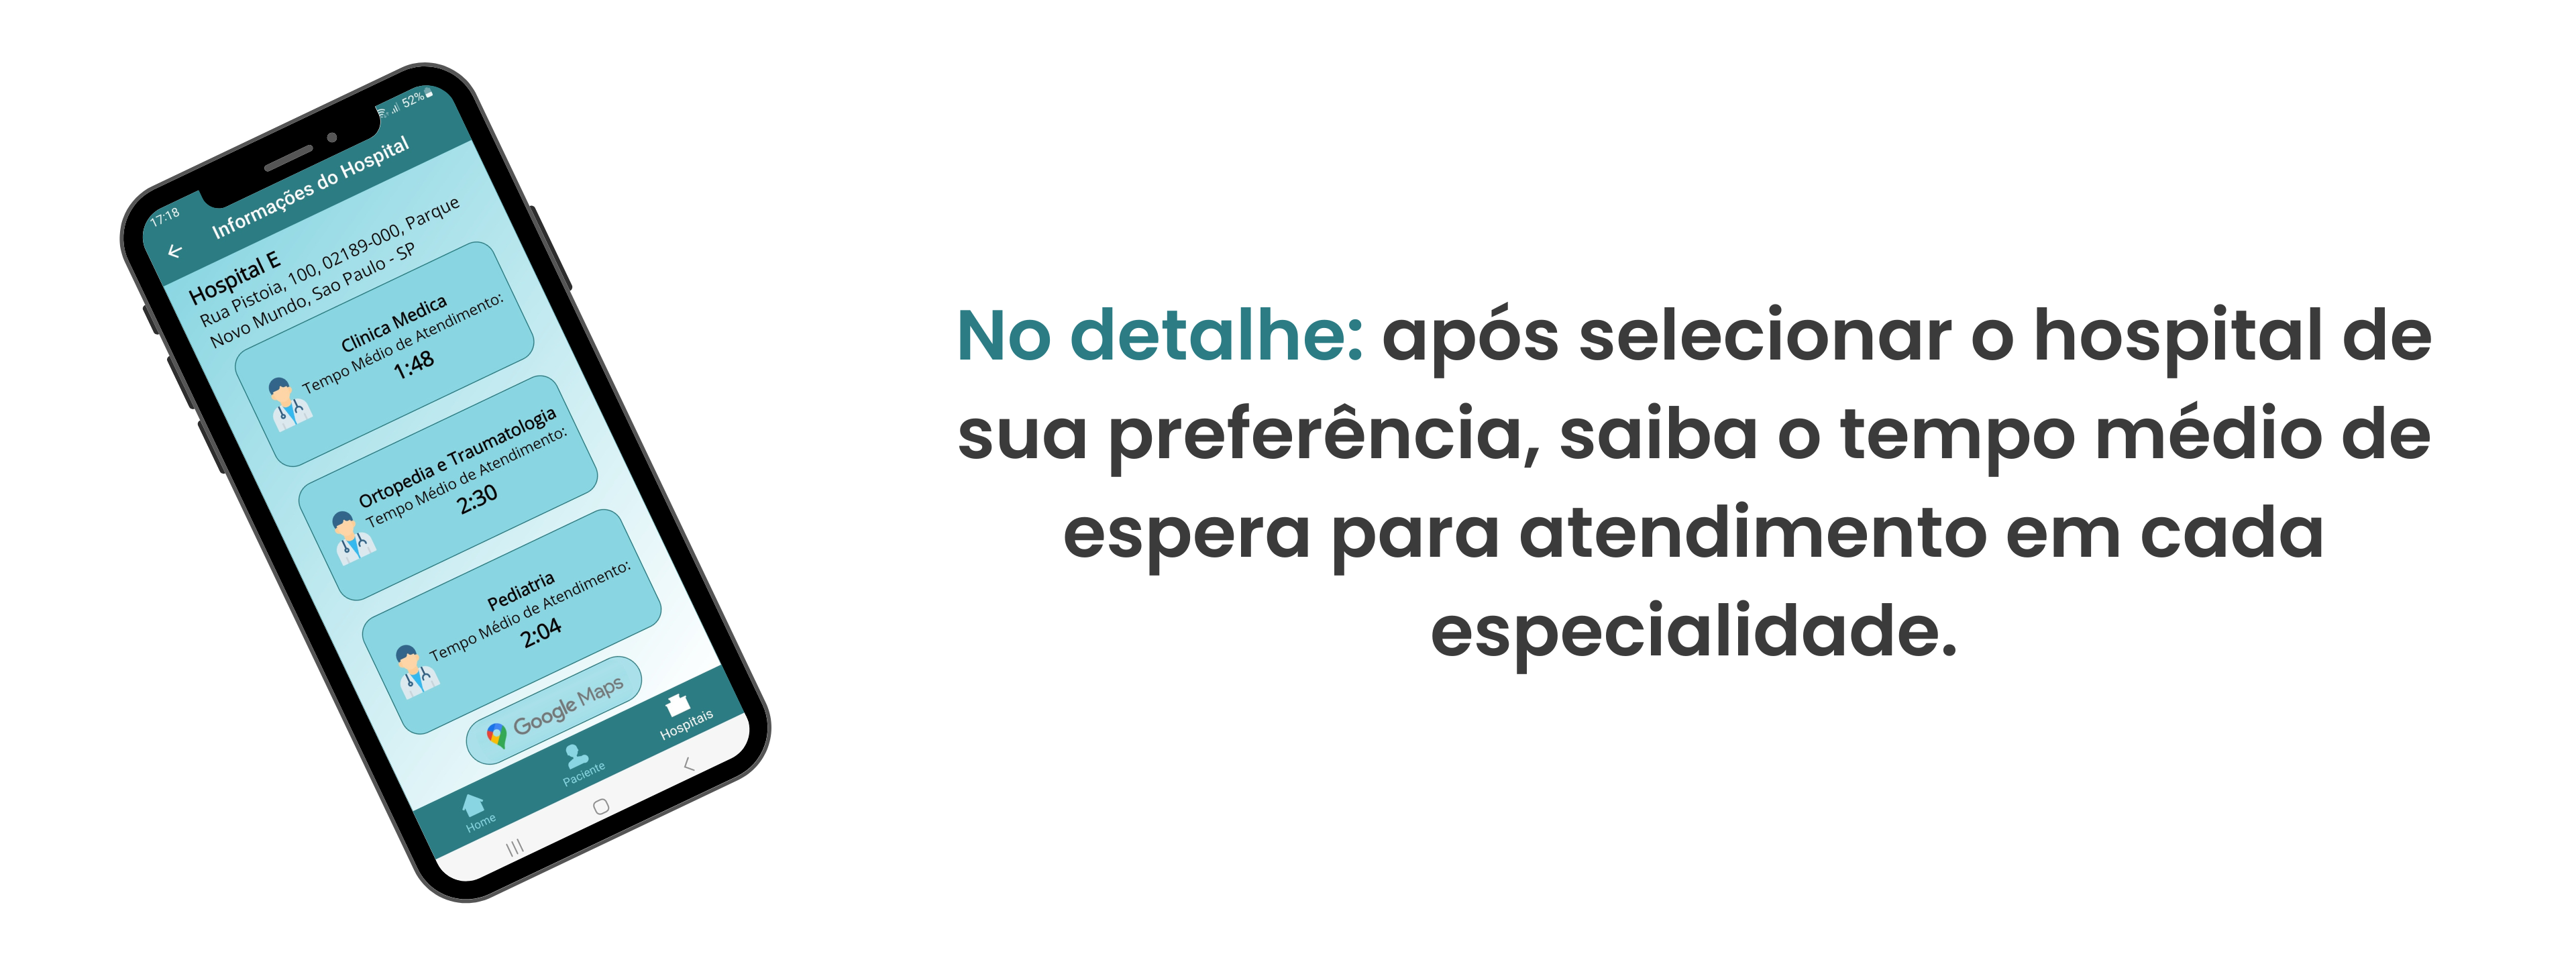 17:18
52%
Informações do Hospital
Hospital E
Rua Pistoia, 100, 02189-000, Parque
Novo Mundo, Sao Paulo - SP
Clinica Medica
Tempo Médio de Atendimento:
1:48
Ortopedia e Traumatologia
Tempo Médio de Atendimento:
2:30
Pediatria
Tempo Médio de Atendimento:
2:04
Google Maps
Home
Paciente
Hospitais
No detalhe: após selecionar o hospital de
sua preferência, saiba o tempo médio de
espera para atendimento em cada
especialidade.